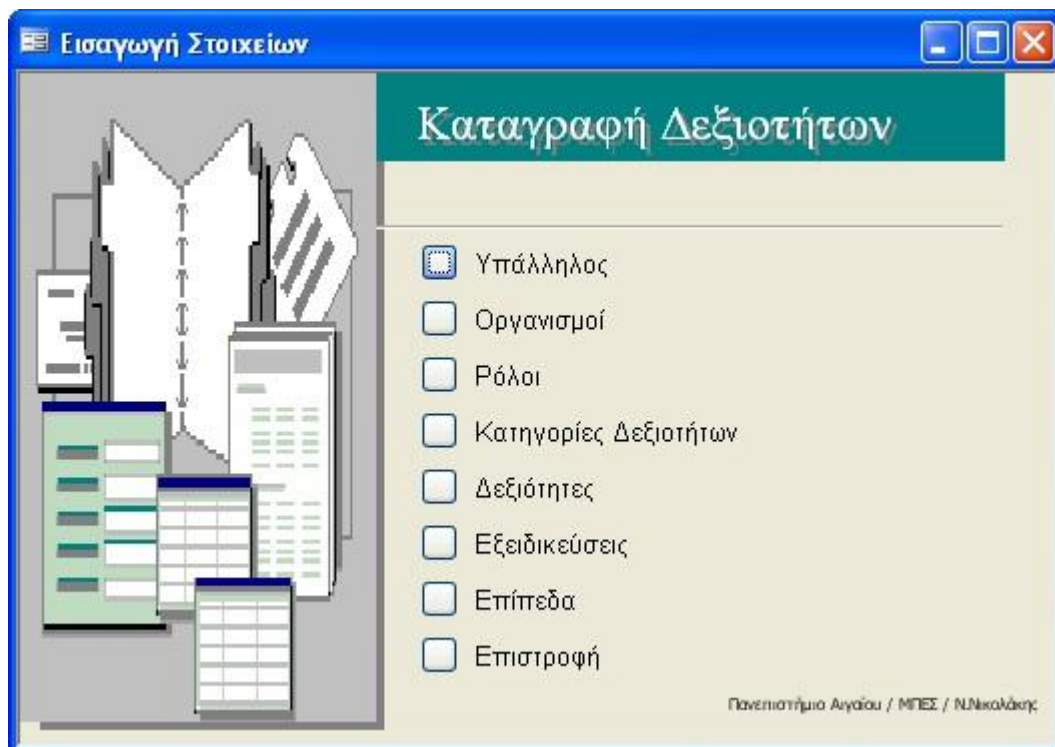 Εισαγωγή Στοιχείων
Καταγραφή Δεξιοτήτων
Υπάλληλος
Οργανισμοί
Ρόλοι
Κατηγορίες Δεξιοτήτων
Δεξιότητες
Εξειδικεύσεις
Επίπεδα
Επιστροφή
Πανεπιστήμιο Αιγαίου / ΜΠΕΣ / Ν.Νικολάκης